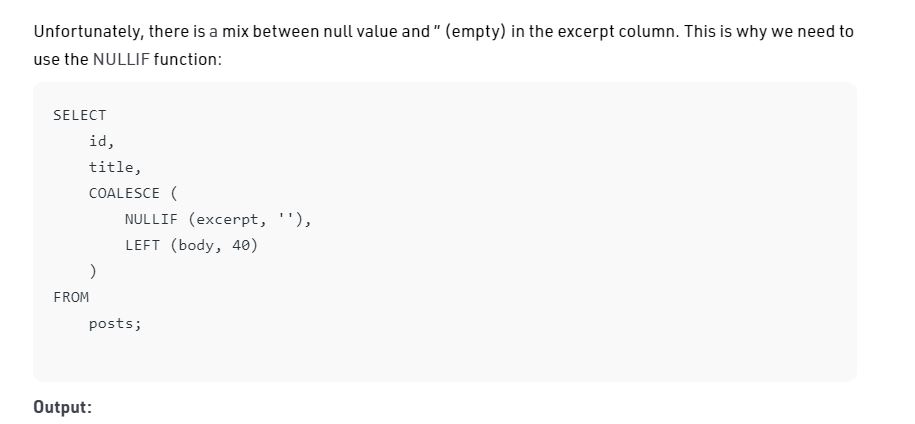 Unfortunately, there is a mix between null value and ” (empty) in the excerpt column. This is why we need to
use the NULLIF function:
SELECT
    id,
    title,
    COALESCE (
        NULLIF (excerpt, ''),
        LEFT (body, 40)
    )
FROM
    posts;
Output: